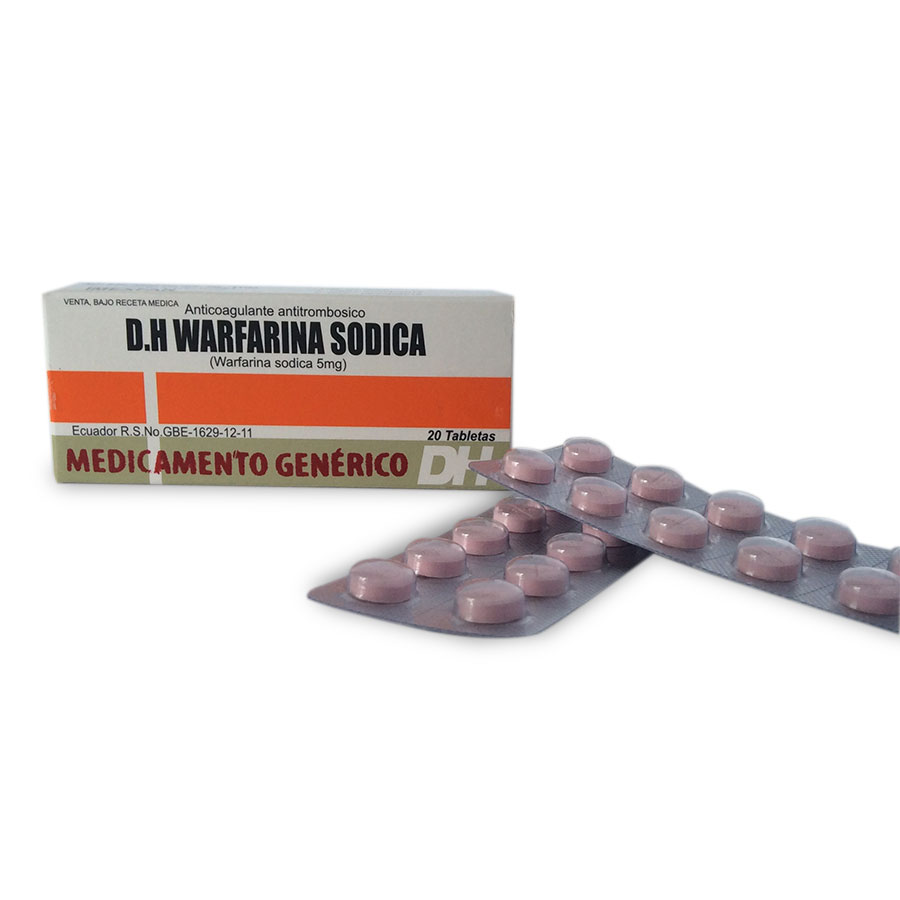 VENTA, BAJO RECETA MEDICA
Anticoagulante antitrombosico
D.H WARFARINA SODICA
(Warfarina sodica 5mg)
Ecuador R.S.No.GBE-1629-12-11
20 Tabletas
MEDICAMENTO GENÉRICO
DH